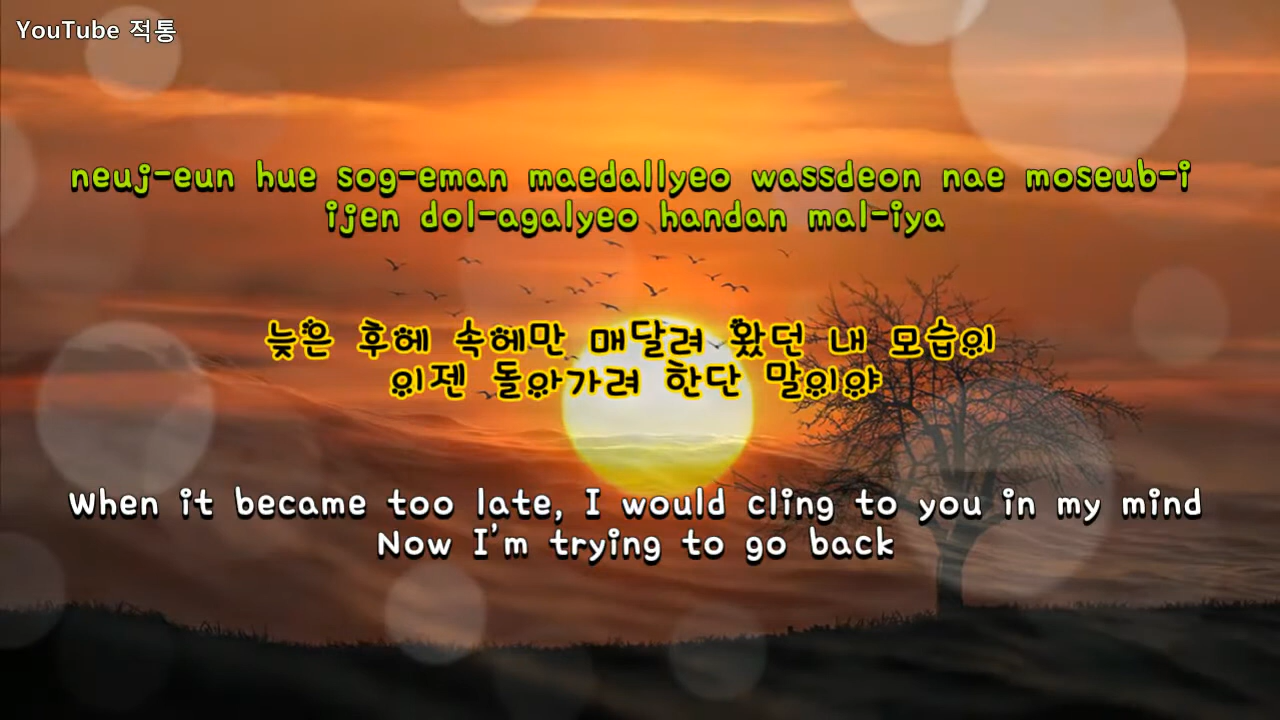 YouTube 적통
neuj-eun hue sog-eman maedallyeo wassdeon nae moseub-i
ijen dol-agalyeo handan mal-iya
늦은 후에 속에만 매달려 왔던 내 모습이
이젠 돌아가려 한단 말이야
When it became too late, I would cling to you in my mind
Now I'm trying to go back